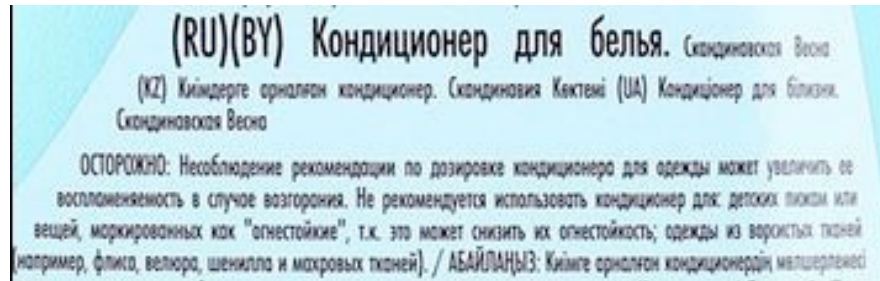 (RU)(BY) Кондиционер для белья. Скандинавская Весна
(KZ) Киімдерге арналған кондиционер. Скандинавия Көктемі (UA) Кондиціонер для білизни.
Скандинавская Весна
ОСТОРОЖНО: Несоблюдение рекомендации по дозировке кондиционера для одежды может увеличить ее
воспламеняемость в случае возгорания. Не рекомендуется использовать кондиционер для: детских пижам или
вещей, маркированных как "огнестойкие", т.к. это может снизить их огнестойкость; одежды из ворсистых тканей
(например, флиса, велюра, шенилла и махровых тканей). / АБАЙЛАҢЫЗ: Киімге арналған кондиционердің мөлшерлемесі